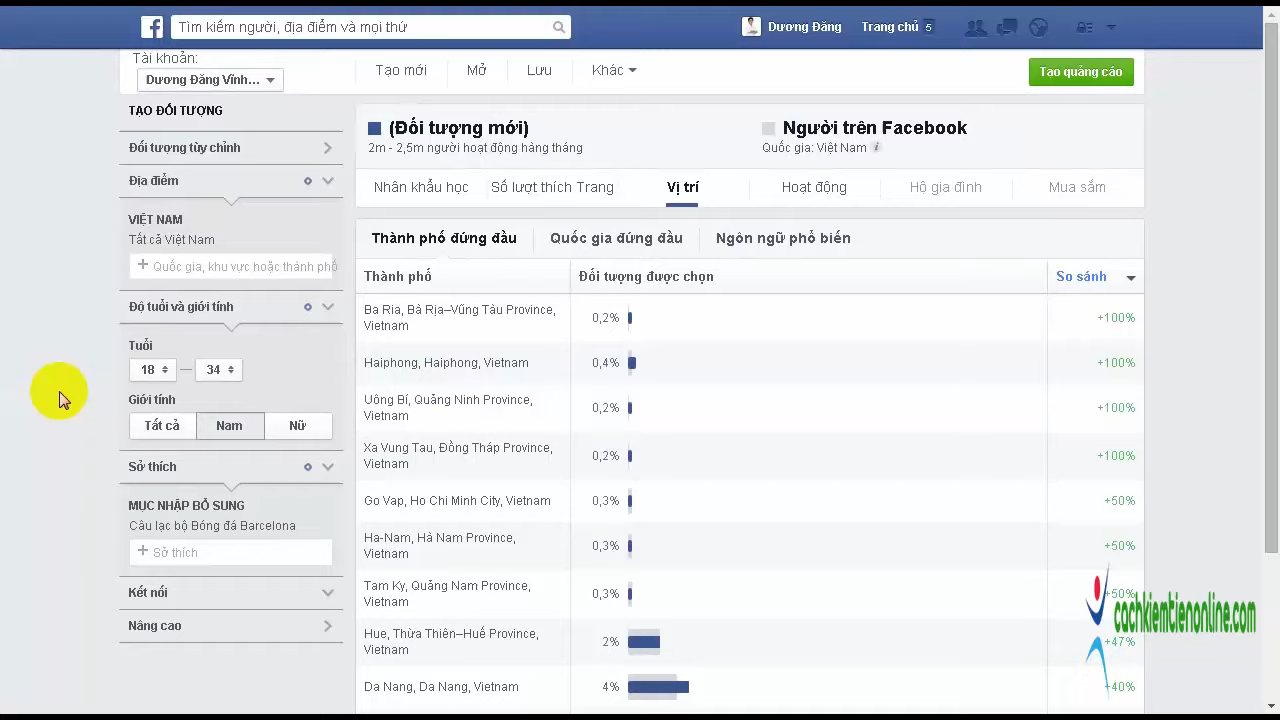 Tìm kiếm người, địa điểm và mọi thứ
Dương Đăng
Trang chủ 5
Tài khoản:
Dương Đăng Vĩnh...
Tạo mới
Mở
Lưu
Khác
Tạo quảng cáo
TẠO ĐỐI TƯỢNG
Đối tượng tùy chỉnh
Địa điểm
VIỆT NAM
Tất cả Việt Nam
+ Quốc gia, khu vực hoặc thành phố
Độ tuổi và giới tính
Tuổi
18 — 34
Giới tính
Tất cả
Nam
Nữ
Sở thích
MỤC NHẬP BỔ SUNG
Câu lạc bộ Bóng đá Barcelona
+ Sở thích
Kết nối
Nâng cao
(Đối tượng mới)
2m - 2,5m người hoạt động hàng tháng
Người trên Facebook
Quốc gia: Việt Nam
Nhân khẩu học
Số lượt thích Trang
Vị trí
Hoạt động
Hộ gia đình
Mua sắm
Thành phố đứng đầu
Quốc gia đứng đầu
Ngôn ngữ phổ biến
Thành phố
Đối tượng được chọn
So sánh
Ba Ria, Bà Rịa–Vũng Tàu Province,
Vietnam
0,2%
+100%
Haiphong, Haiphong, Vietnam
0,4%
+100%
Uông Bí, Quảng Ninh Province,
Vietnam
0,2%
+100%
Xa Vung Tau, Đồng Tháp Province,
Vietnam
0,2%
+100%
Go Vap, Ho Chi Minh City, Vietnam
0,3%
+50%
Ha-Nam, Hà Nam Province,
Vietnam
0,3%
+50%
Tam Ky, Quảng Nam Province,
Vietnam
0,3%
+50%
Hue, Thừa Thiên–Huế Province,
Vietnam
2%
+47%
Da Nang, Da Nang, Vietnam
4%
+40%
cachkiemtienonline.com